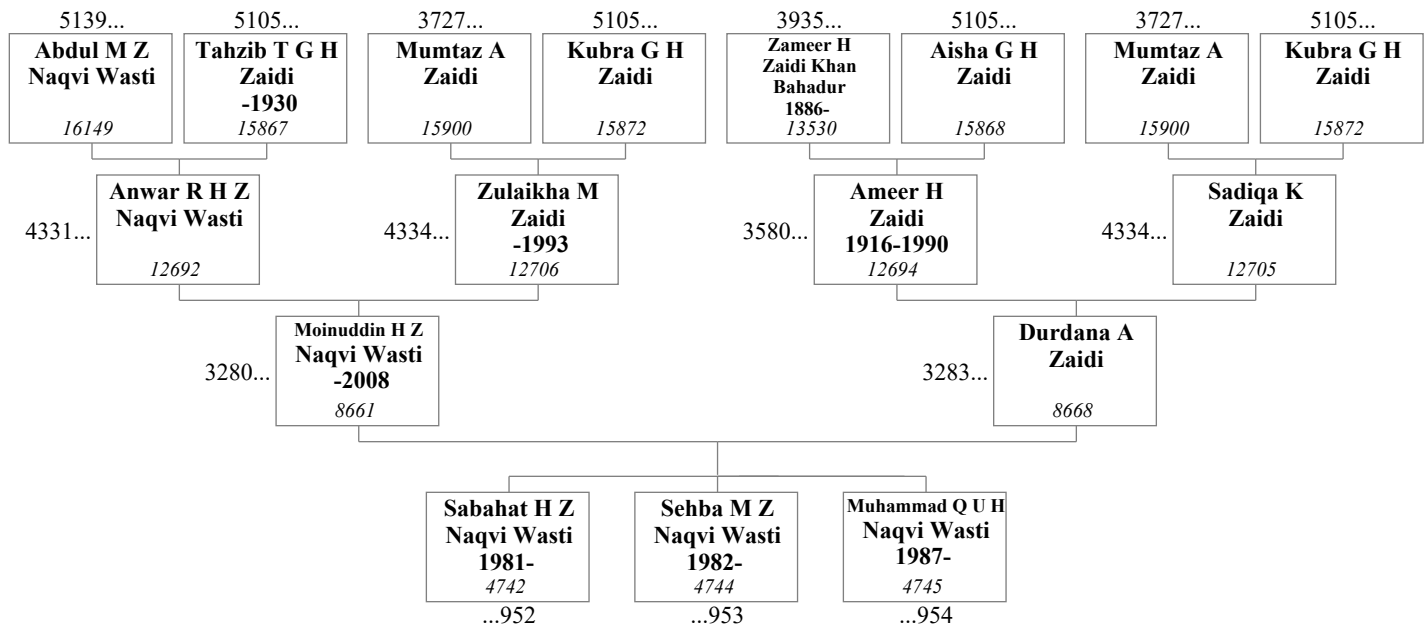 5139... 5105... 3727... 5105... 3935... 5105... 3727... 5105...
Abdul M Z
Naqvi Wasti
16149
Tahzib T G H
Zaidi
-1930
15867
Mumtaz A
Zaidi
15900
Kubra G H
Zaidi
15872
Zameer H
Zaidi Khan
Bahadur
1886-
13530
Aisha G H
Zaidi
15868
Mumtaz A
Zaidi
15900
Kubra G H
Zaidi
15872
4331...
Anwar R H Z
Naqvi Wasti
12692
4334...
Zulaikha M
Zaidi
-1993
12706
3580...
Ameer H
Zaidi
1916-1990
12694
4334...
Sadiqa K
Zaidi
12705
3280...
Moinuddin H Z
Naqvi Wasti
-2008
8661
3283...
Durdana A
Zaidi
8668
Sabahat H Z
Naqvi Wasti
1981-
4742
...952
Sehba M Z
Naqvi Wasti
1982-
4744
...953
Muhammad Q U H
Naqvi Wasti
1987-
4745
...954